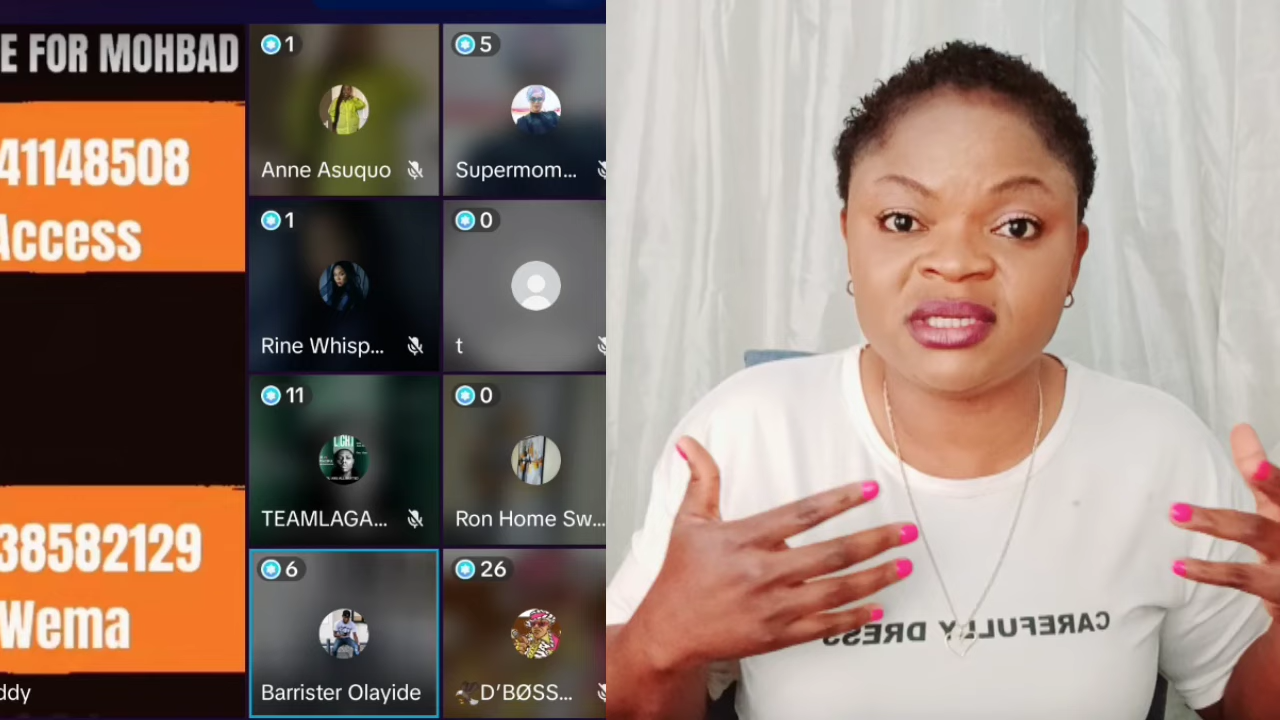 E FOR MOHBAD
41148508
Access
38582129
Wema
ddy
1
Anne Asuquo
5
Supermom...
1
Rine Whisp...
0
t
11
TEAMLAGA...
0
Ron Home Sw...
6
Barrister Olayide
26
D'BØSS...
CAREFULLY DRESS